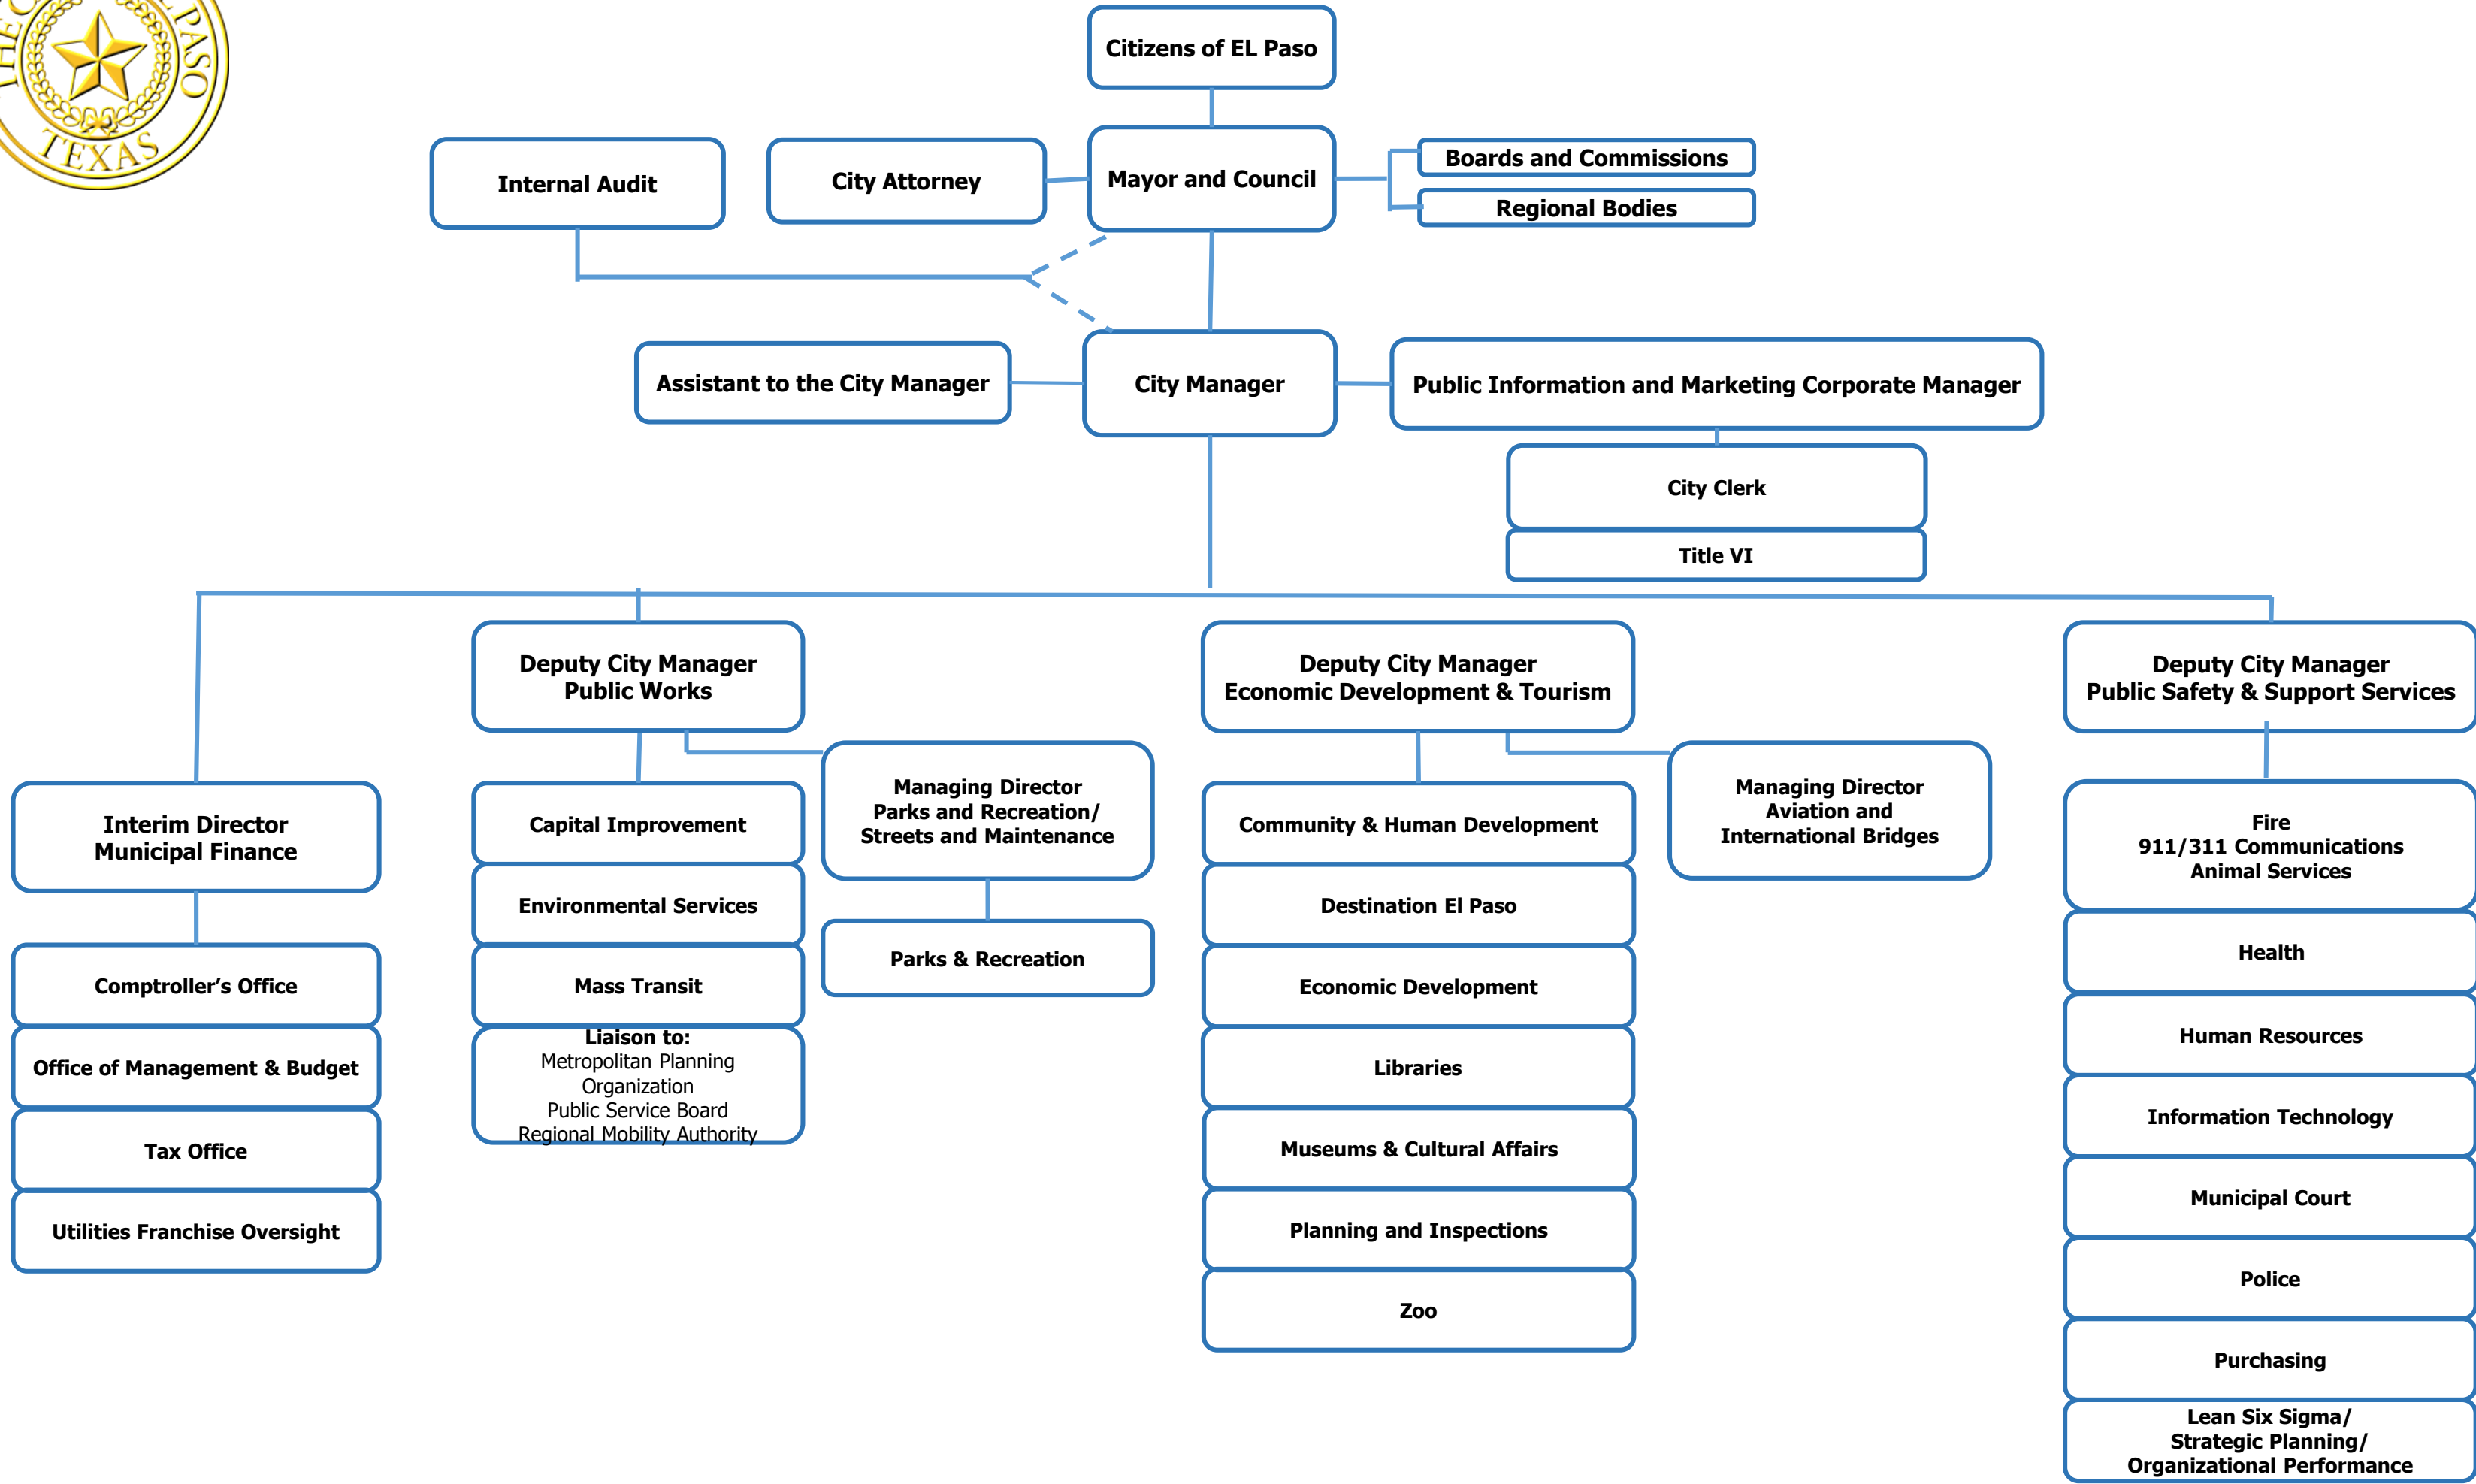 PASO
TEXAS
Citizens of EL Paso
Internal Audit
City Attorney
Mayor and Council
Boards and Commissions
Regional Bodies
Assistant to the City Manager
City Manager
Public Information and Marketing Corporate Manager
City Clerk
Title VI
Deputy City Manager
Public Works
Deputy City Manager
Economic Development & Tourism
Deputy City Manager
Public Safety & Support Services
Interim Director
Municipal Finance
Comptroller’s Office
Office of Management & Budget
Tax Office
Utilities Franchise Oversight
Capital Improvement
Environmental Services
Mass Transit
Liaison to:
Metropolitan Planning
Organization
Public Service Board
Regional Mobility Authority
Managing Director
Parks and Recreation/
Streets and Maintenance
Parks & Recreation
Community & Human Development
Destination El Paso
Economic Development
Libraries
Museums & Cultural Affairs
Planning and Inspections
Zoo
Managing Director
Aviation and
International Bridges
Fire
911/311 Communications
Animal Services
Health
Human Resources
Information Technology
Municipal Court
Police
Purchasing
Lean Six Sigma/
Strategic Planning/
Organizational Performance